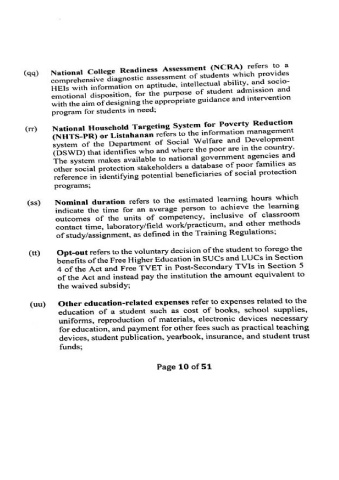 (qq) National College Readiness Assessment (NCRA) refers to a
comprehensive diagnostic assessment of students which provides
HEIs with information on aptitude, intellectual ability, and socio-
emotional disposition, for the purpose of student admission and
with the aim of designing the appropriate guidance and intervention
program for students in need;
(rr) National Household Targeting System for Poverty Reduction
(NHTS-PR) or Listahanan refers to the information management
system of the Department of Social Welfare and Development
(DSWD) that identifies who and where the poor are in the country.
The system makes available to national government agencies and
other social protection stakeholders a database of poor families as
reference in identifying potential beneficiaries of social protection
programs;
(ss) Nominal duration refers to the estimated learning hours which
indicate the time for an average person to achieve the learning
outcomes of the units of competency, inclusive of classroom
contact time, laboratory/field work/practicum, and other methods
of study/assignment, as defined in the Training Regulations;
(tt) Opt-out refers to the voluntary decision of the student to forego the
benefits of the Free Higher Education in SUCs and LUCs in Section
4 of the Act and Free TVET in Post-Secondary TVIs in Section 5
of the Act and instead pay the institution the amount equivalent to
the waived subsidy;
(uu) Other education-related expenses refer to expenses related to the
education of a student such as cost of books, school supplies,
uniforms, reproduction of materials, electronic devices necessary
for education, and payment for other fees such as practical teaching
devices, student publication, yearbook, insurance, and student trust
funds;
Page 10 of 51